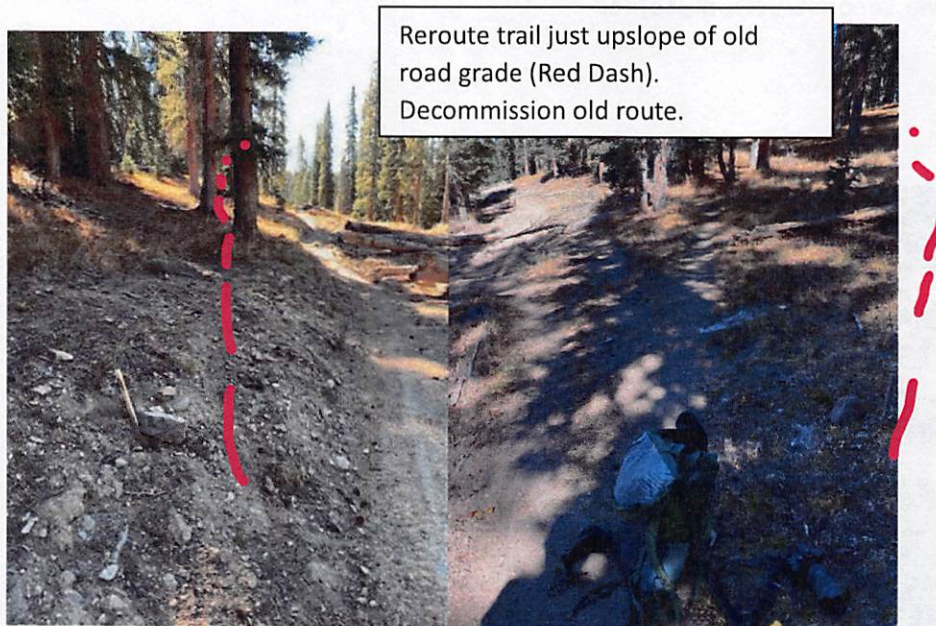 Reroute trail just upslope of old
road grade (Red Dash).
Decommission old route.